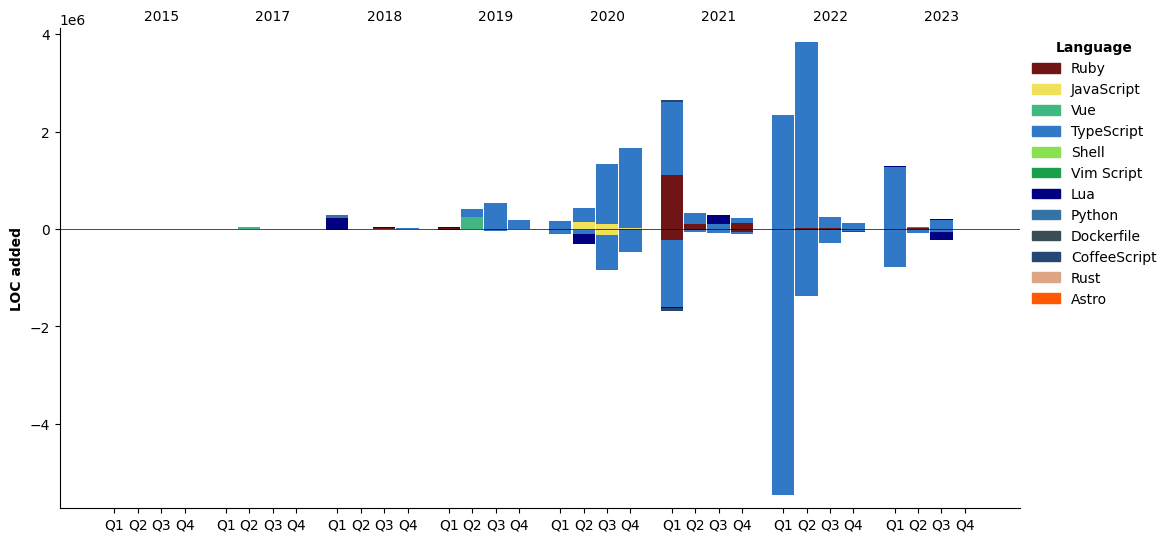 1e6
2015 2017 2018 2019 2020 2021 2022 2023
4
2
0
−2
−4
LOC added
Q1 Q2 Q3 Q4 Q1 Q2 Q3 Q4 Q1 Q2 Q3 Q4 Q1 Q2 Q3 Q4 Q1 Q2 Q3 Q4 Q1 Q2 Q3 Q4 Q1 Q2 Q3 Q4 Q1 Q2 Q3 Q4
Language
Ruby
JavaScript
Vue
TypeScript
Shell
Vim Script
Lua
Python
Dockerfile
CoffeeScript
Rust
Astro